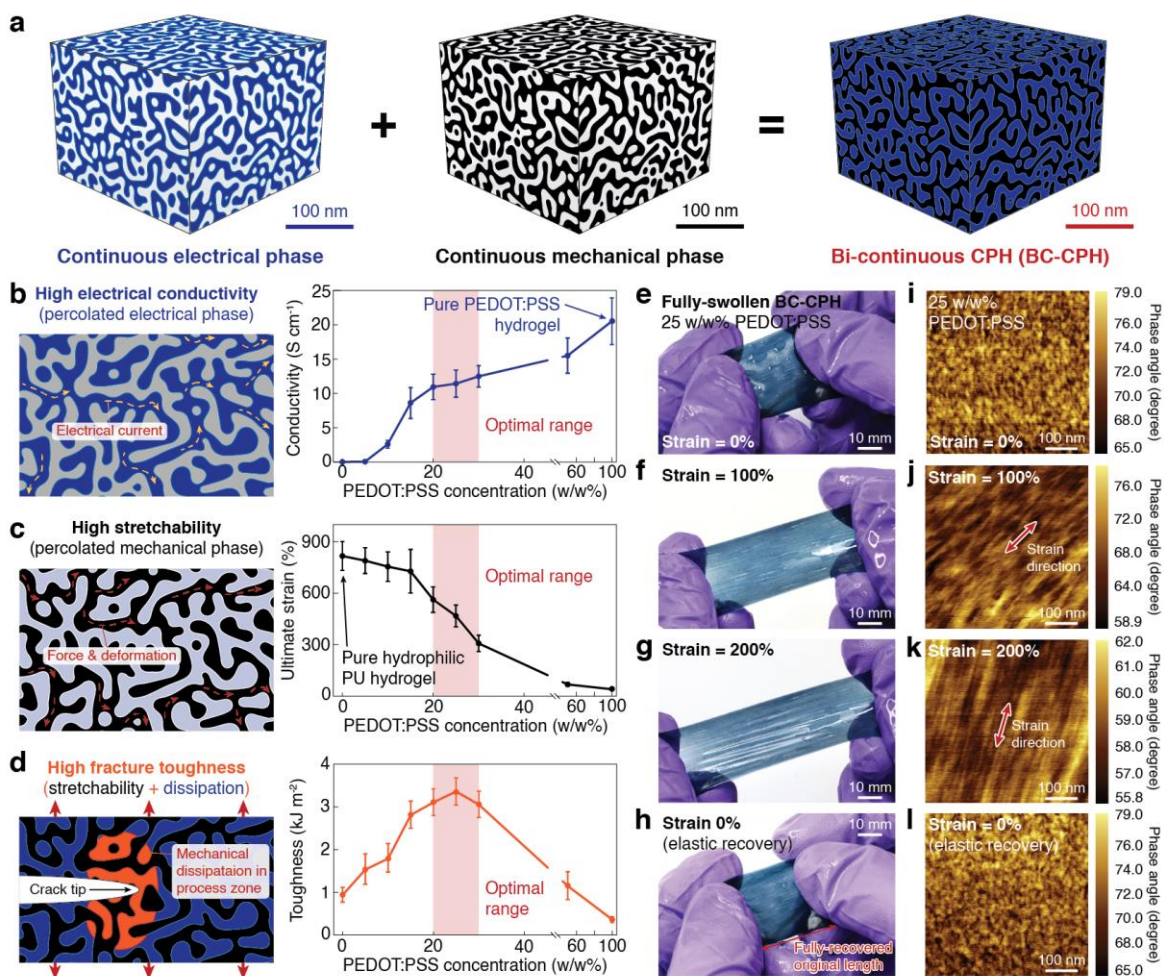 a
+
=
100 nm
100 nm
100 nm
Continuous electrical phase
Continuous mechanical phase
Bi-continuous CPH (BC-CPH)
b
High electrical conductivity
(percolated electrical phase)
Electrical current
Conductivity (S cm⁻¹)
25
20
15
10
5
0
Pure PEDOT:PSS
hydrogel
Optimal range
0
20
40
60
100
PEDOT:PSS concentration (w/w%)
c
High stretchability
(percolated mechanical phase)
Force & deformation
Ultimate strain (%)
900
600
300
0
Optimal range
Pure hydrophilic
PU hydrogel
0
20
40
60
100
PEDOT:PSS concentration (w/w%)
d
High fracture toughness
(stretchability + dissipation)
Mechanical
dissipataion in
process zone
Crack tip
Toughness (kJ m⁻²)
4
3
2
1
0
Optimal
range
0
20
40
60
100
PEDOT:PSS concentration (w/w%)
e
Fully-swollen BC-CPH
25 w/w% PEDOT:PSS
Strain = 0%
10 mm
f
Strain = 100%
10 mm
g
Strain = 200%
10 mm
h
Strain 0%
(elastic recovery)
10 mm
Fully-recovered
original length
i
25 w/w%
PEDOT:PSS
Strain = 0%
100 nm
79.0
76.0
74.0
72.0
70.0
68.0
65.0
Phase angle (degree)
j
Strain = 100%
Strain
direction
100 nm
76.0
72.0
68.0
64.0
58.9
Phase angle (degree)
k
Strain = 200%
Strain
direction
100 nm
62.0
61.0
60.0
59.0
58.0
57.0
55.8
Phase angle (degree)
l
Strain = 0%
(elastic recovery)
100 nm
79.0
76.0
74.0
72.0
70.0
68.0
65.0
Phase angle (degree)